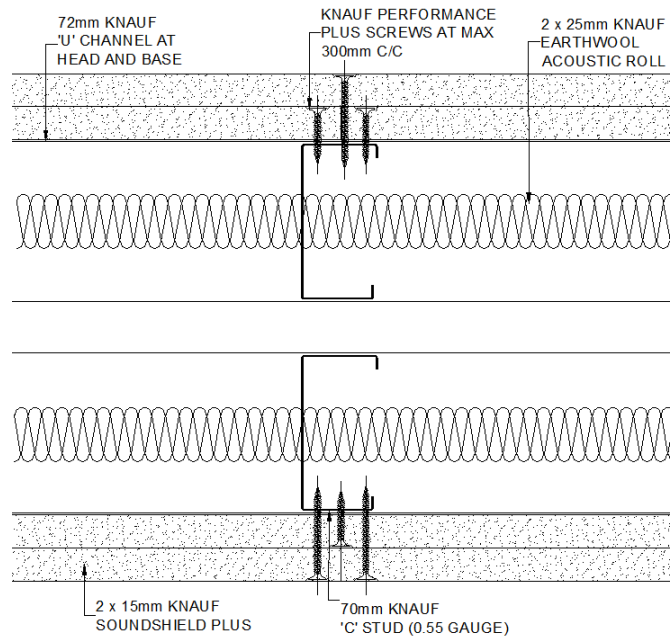 72mm KNAUF
'U' CHANNEL AT
HEAD AND BASE
KNAUF PERFORMANCE
PLUS SCREWS AT MAX
300mm C/C
2 x 25mm KNAUF
EARTHWOOL
ACOUSTIC ROLL
2 x 15mm KNAUF
SOUNDSHIELD PLUS
70mm KNAUF
'C' STUD (0.55 GAUGE)